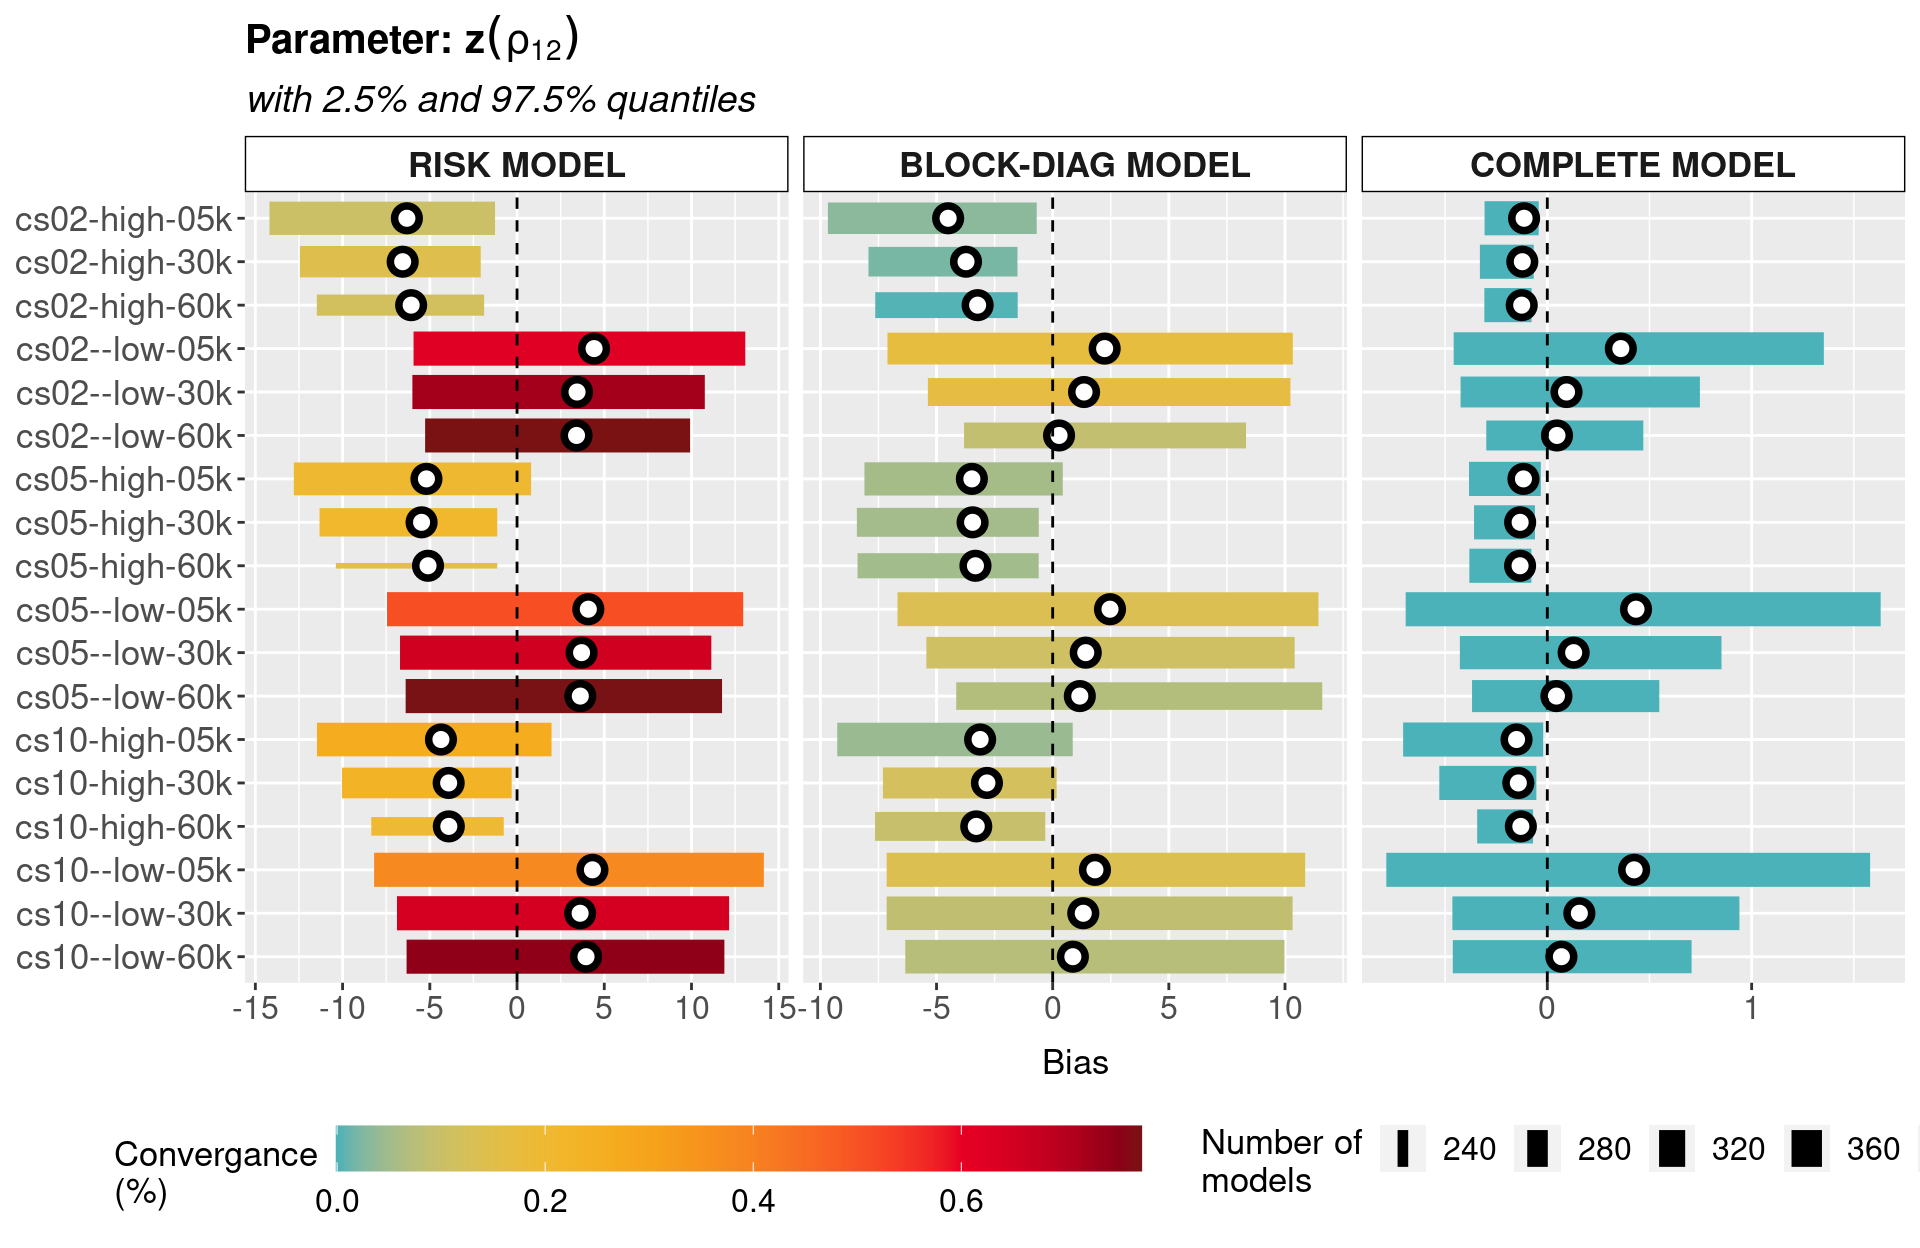 Parameter: z(ρ12)
with 2.5% and 97.5% quantiles
RISK MODEL BLOCK-DIAG MODEL COMPLETE MODEL
cs02-high-05k
cs02-high-30k
cs02-high-60k
cs02--low-05k
cs02--low-30k
cs02--low-60k
cs05-high-05k
cs05-high-30k
cs05-high-60k
cs05--low-05k
cs05--low-30k
cs05--low-60k
cs10-high-05k
cs10-high-30k
cs10-high-60k
cs10--low-05k
cs10--low-30k
cs10--low-60k
-15 -10 -5 0 5 10 15 -10 -5 0 5 10 0 1
Bias
Convergance
(%)
0.0 0.2 0.4 0.6
Number of
models
240 280 320 360